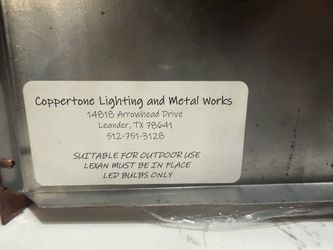 Coppertone Lighting and Metal Works
14818 Arrowhead Drive
Leander, TX 78641
512-751-3128
SUITABLE FOR OUTDOOR USE
LEXAN MUST BE IN PLACE
LED BULBS ONLY